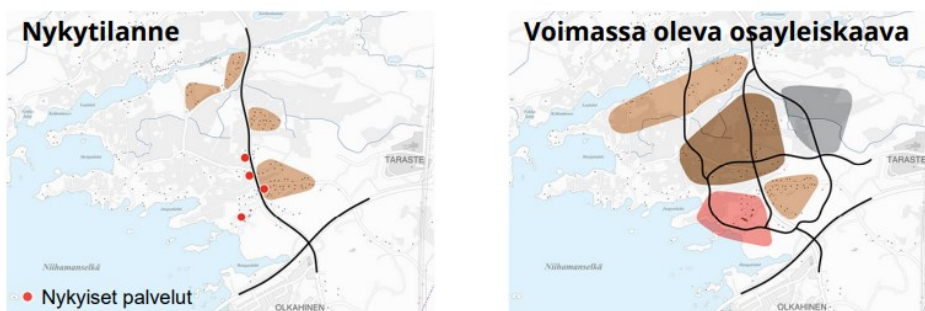 Nykytilanne
TARASTE
Niihamanselkä
Nykyiset palvelut
OLKAHINEN
Voimassa oleva osayleiskaava
TARASTE
Niihamanselkä
OLKAHINEN